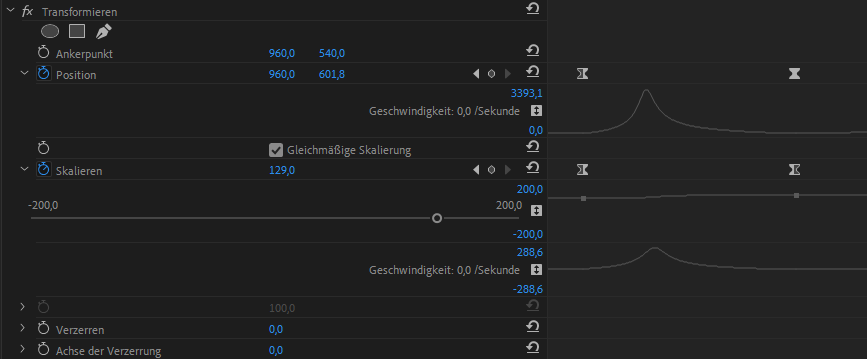 fx Transformieren
Ankerpunkt 960,0 540,0
Position 960,0 601,8
3393,1
Geschwindigkeit: 0,0 /Sekunde
0,0
Gleichmäßige Skalierung
Skalieren 129,0
200,0
-200,0 200,0
-200,0
288,6
Geschwindigkeit: 0,0 /Sekunde
-288,6
100,0
Verzerren 0,0
Achse der Verzerrung 0,0